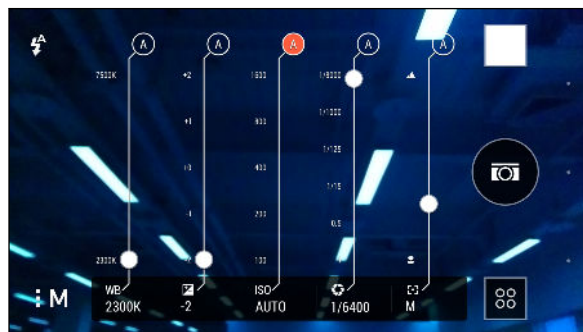 A
A A A A A
7500K +2 1600 1/8000
+1 800 1/1000
+0 400 1/125
1/15
-1 200 0.5
2300K -2 100
WB ISO
2300K -2 AUTO 1/6400 M
M